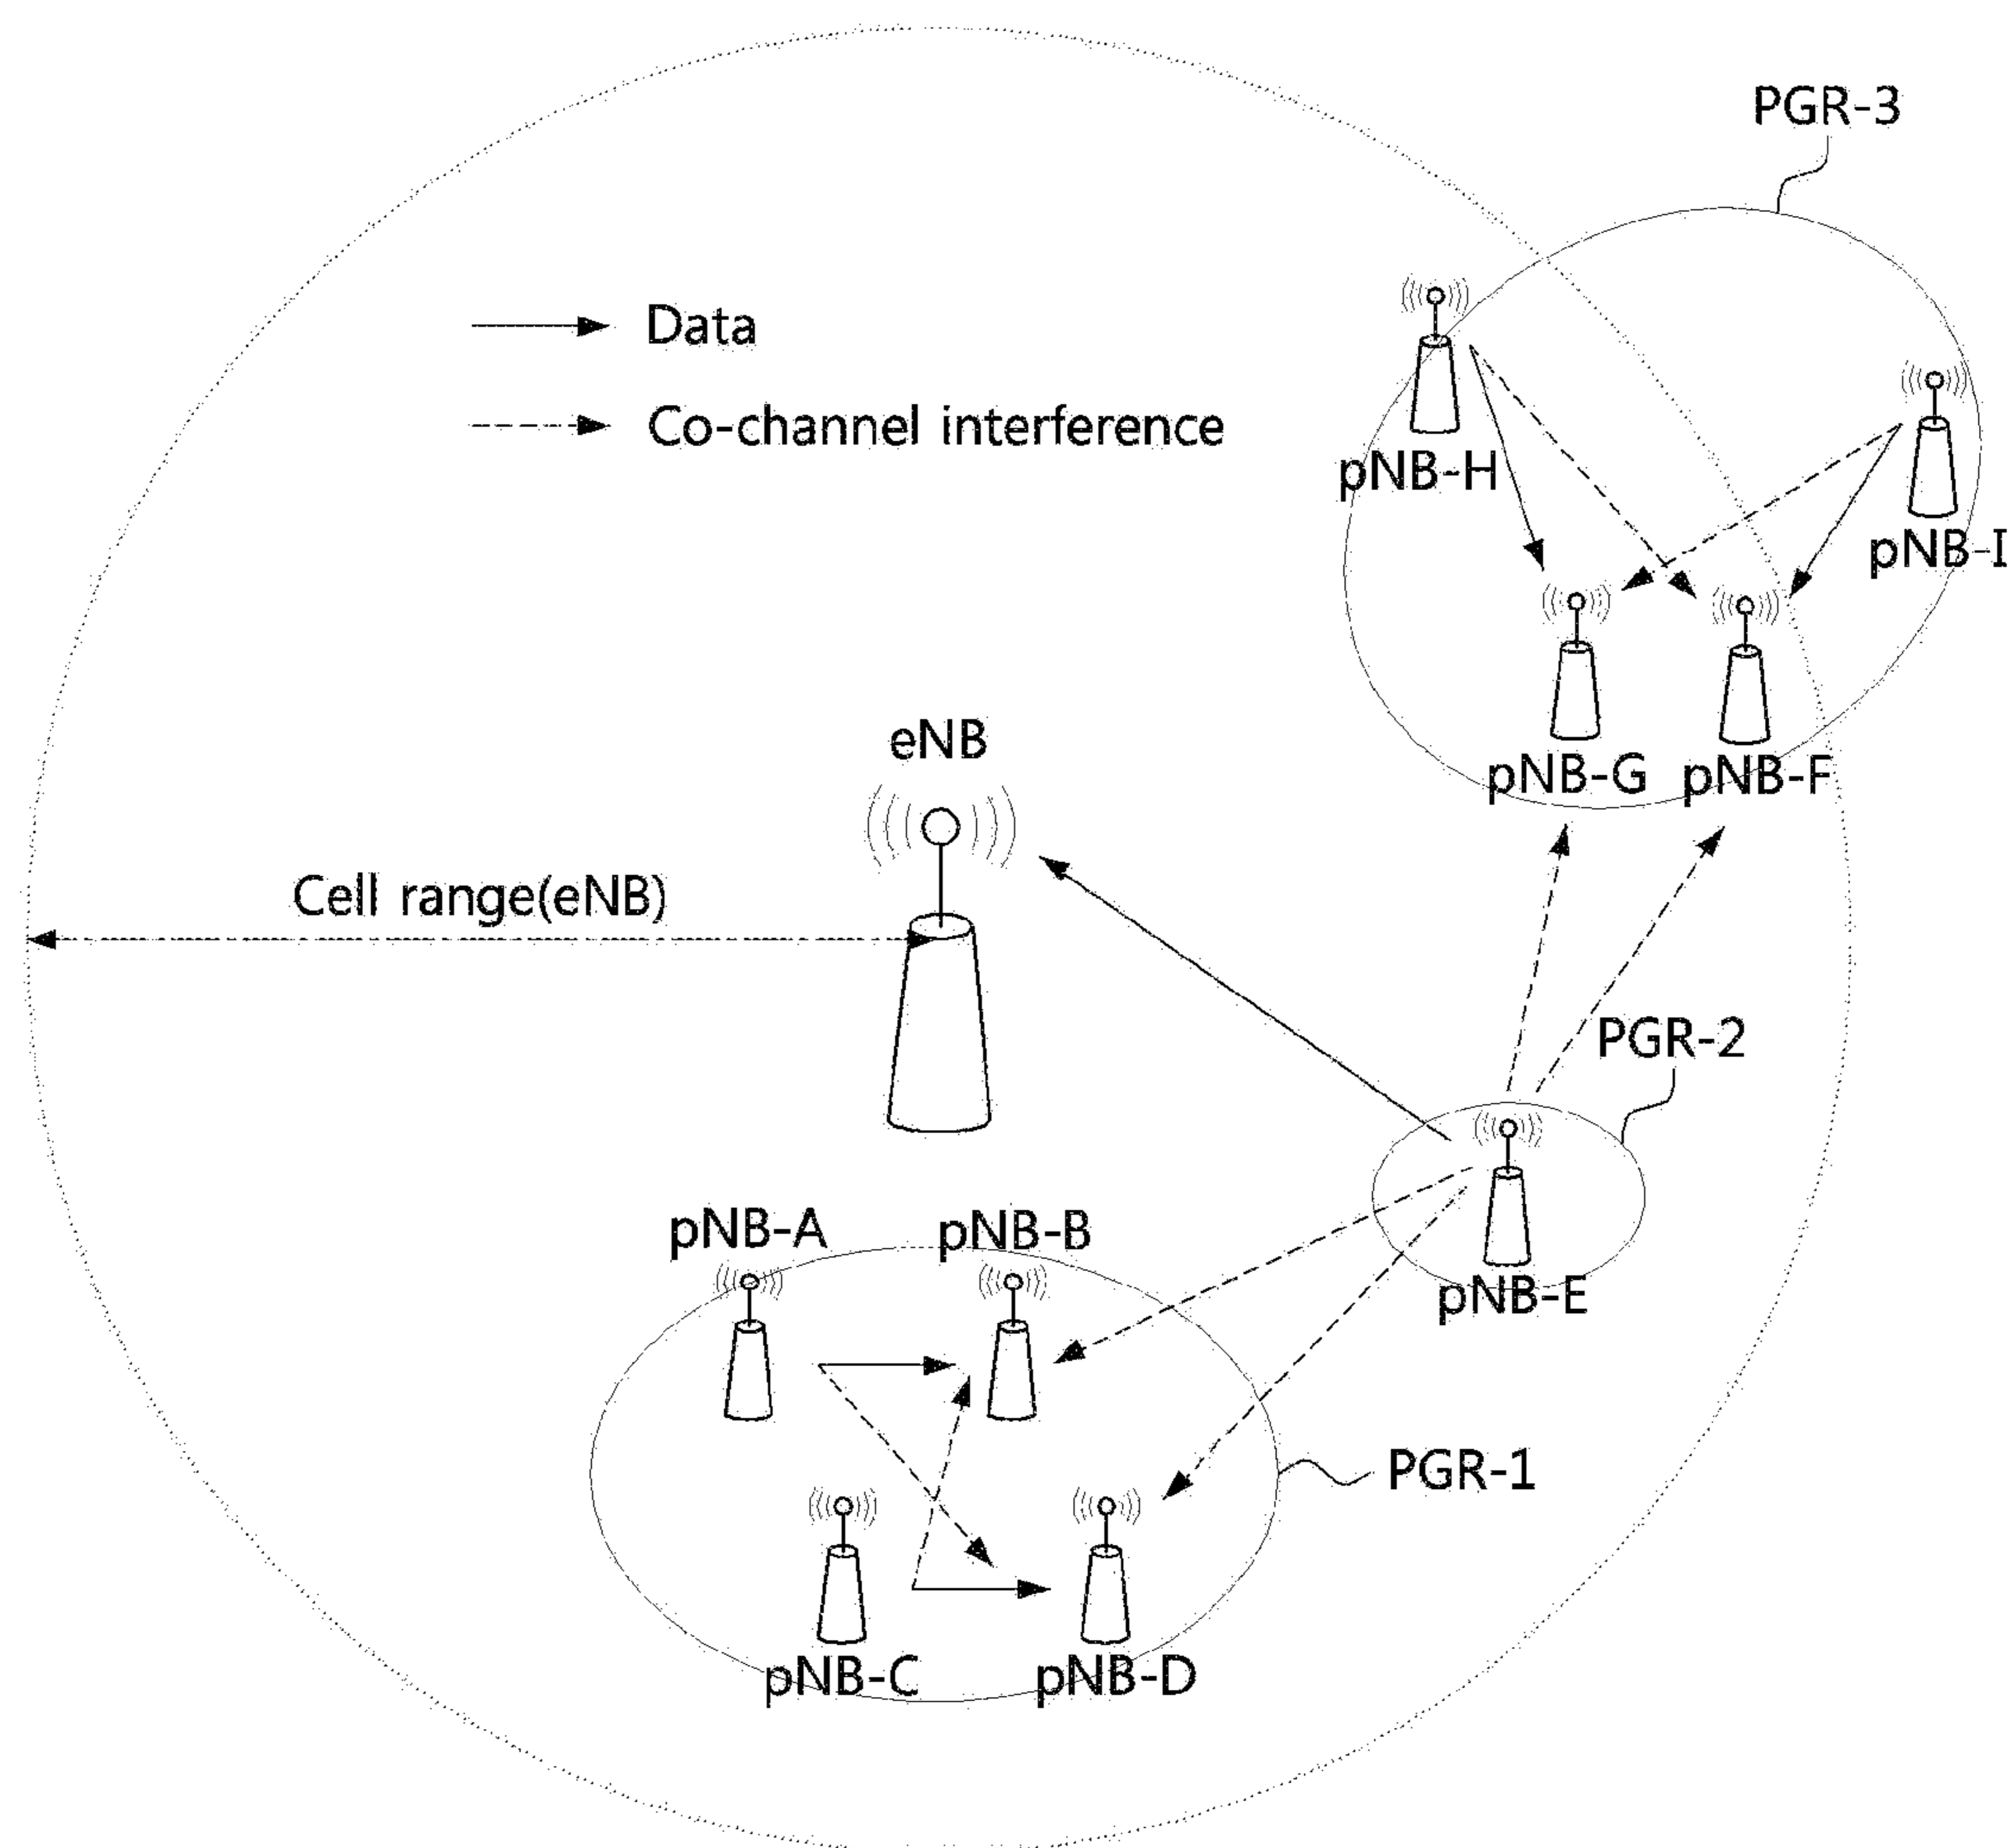 PGR-3
Data
Co-channel interference
pNB-H
pNB-I
eNB
pNB-G
pNB-F
Cell range(eNB)
PGR-2
pNB-A
pNB-B
pNB-E
PGR-1
pNB-C
pNB-D